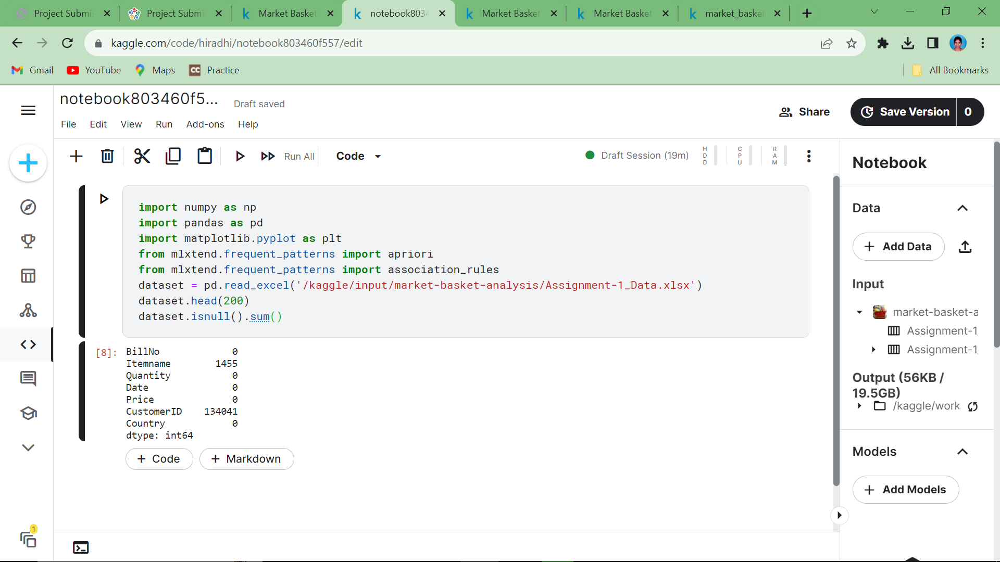 Project Submis
Project Submi
Market Basket
notebook8034
Market Basket
Market Basket
market_basket
kaggle.com/code/hiradhi/notebook803460f557/edit
Gmail
YouTube
Maps
CC
Practice
All Bookmarks
notebook803460f5...
Draft saved
File
Edit
View
Run
Add-ons
Help
Share
Save Version
0
Run All
Code
Draft Session (19m)
HDD
CPU
RAM
import numpy as np
import pandas as pd
import matplotlib.pyplot as plt
from mlxtend.frequent_patterns import apriori
from mlxtend.frequent_patterns import association_rules
dataset = pd.read_excel('/kaggle/input/market-basket-analysis/Assignment-1_Data.xlsx')
dataset.head(200)
dataset.isnull().sum()
[8]:
BillNo 0
Itemname 1455
Quantity 0
Date 0
Price 0
CustomerID 134041
Country 0
dtype: int64
+ Code
+ Markdown
Notebook
Data
+ Add Data
Input
market-basket-a
Assignment-1_
Assignment-1_
Output (56KB /
19.5GB)
/kaggle/work
Models
+ Add Models
1